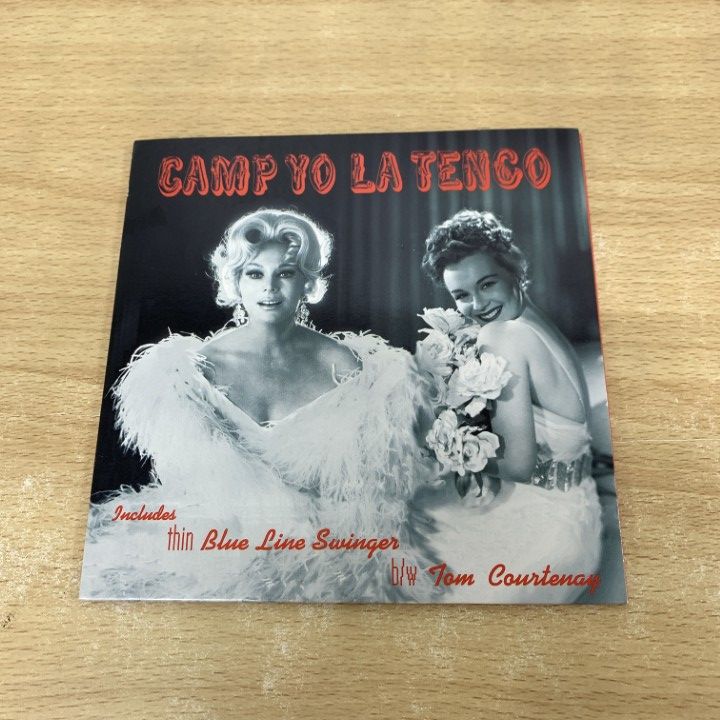 CAMP YO LA TENGO
Includes
thin Blue Line Swinger
b/w Tom Courtenay